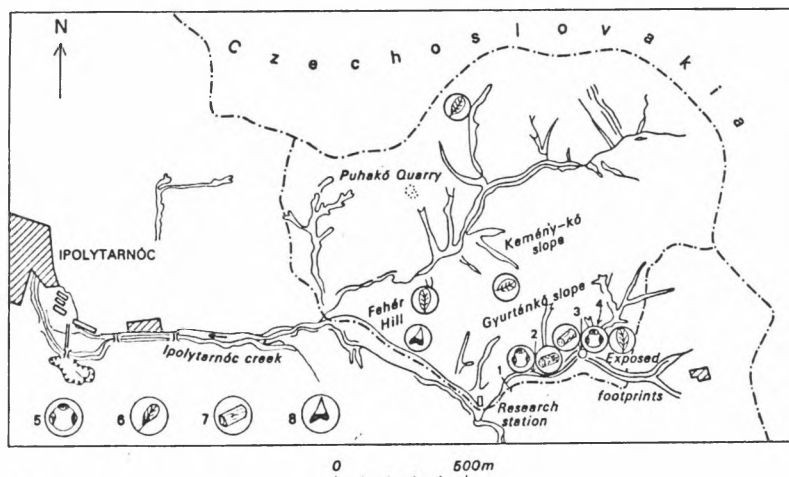 N
Czechoslovakia
Puhakő Quarry
Kemény-kő
slope
IPOLYTARNÓC
Fehér
Hill
Gyurtánkő slope
1
2
3
4
Exposed
footprints
Ipolytarnóc creek
Research
station
5
6
7
8
0 500m